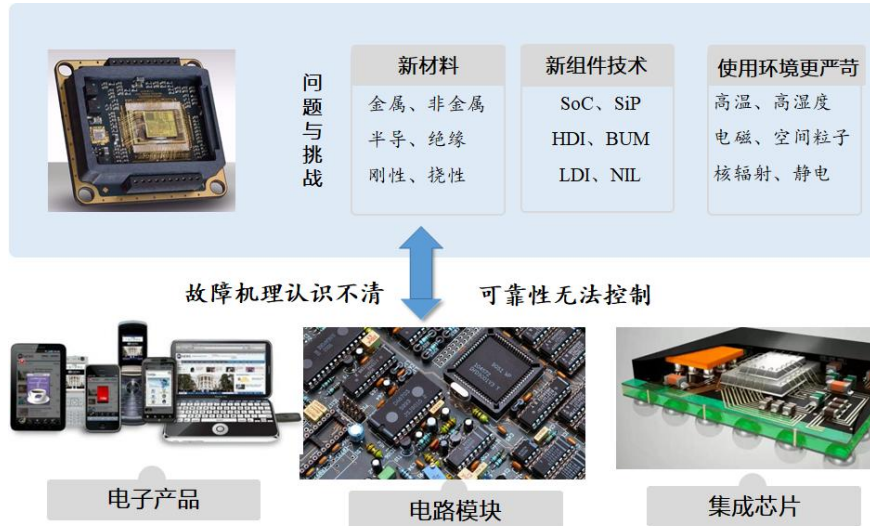 问题与挑战
新材料
金属、非金属
半导、绝缘
刚性、挠性
新组件技术
SoC、SiP
HDI、BUM
LDI、NIL
使用环境更严苛
高温、高湿度
电磁、空间粒子
核辐射、静电
故障机理认识不清
可靠性无法控制
电子产品
电路模块
集成芯片